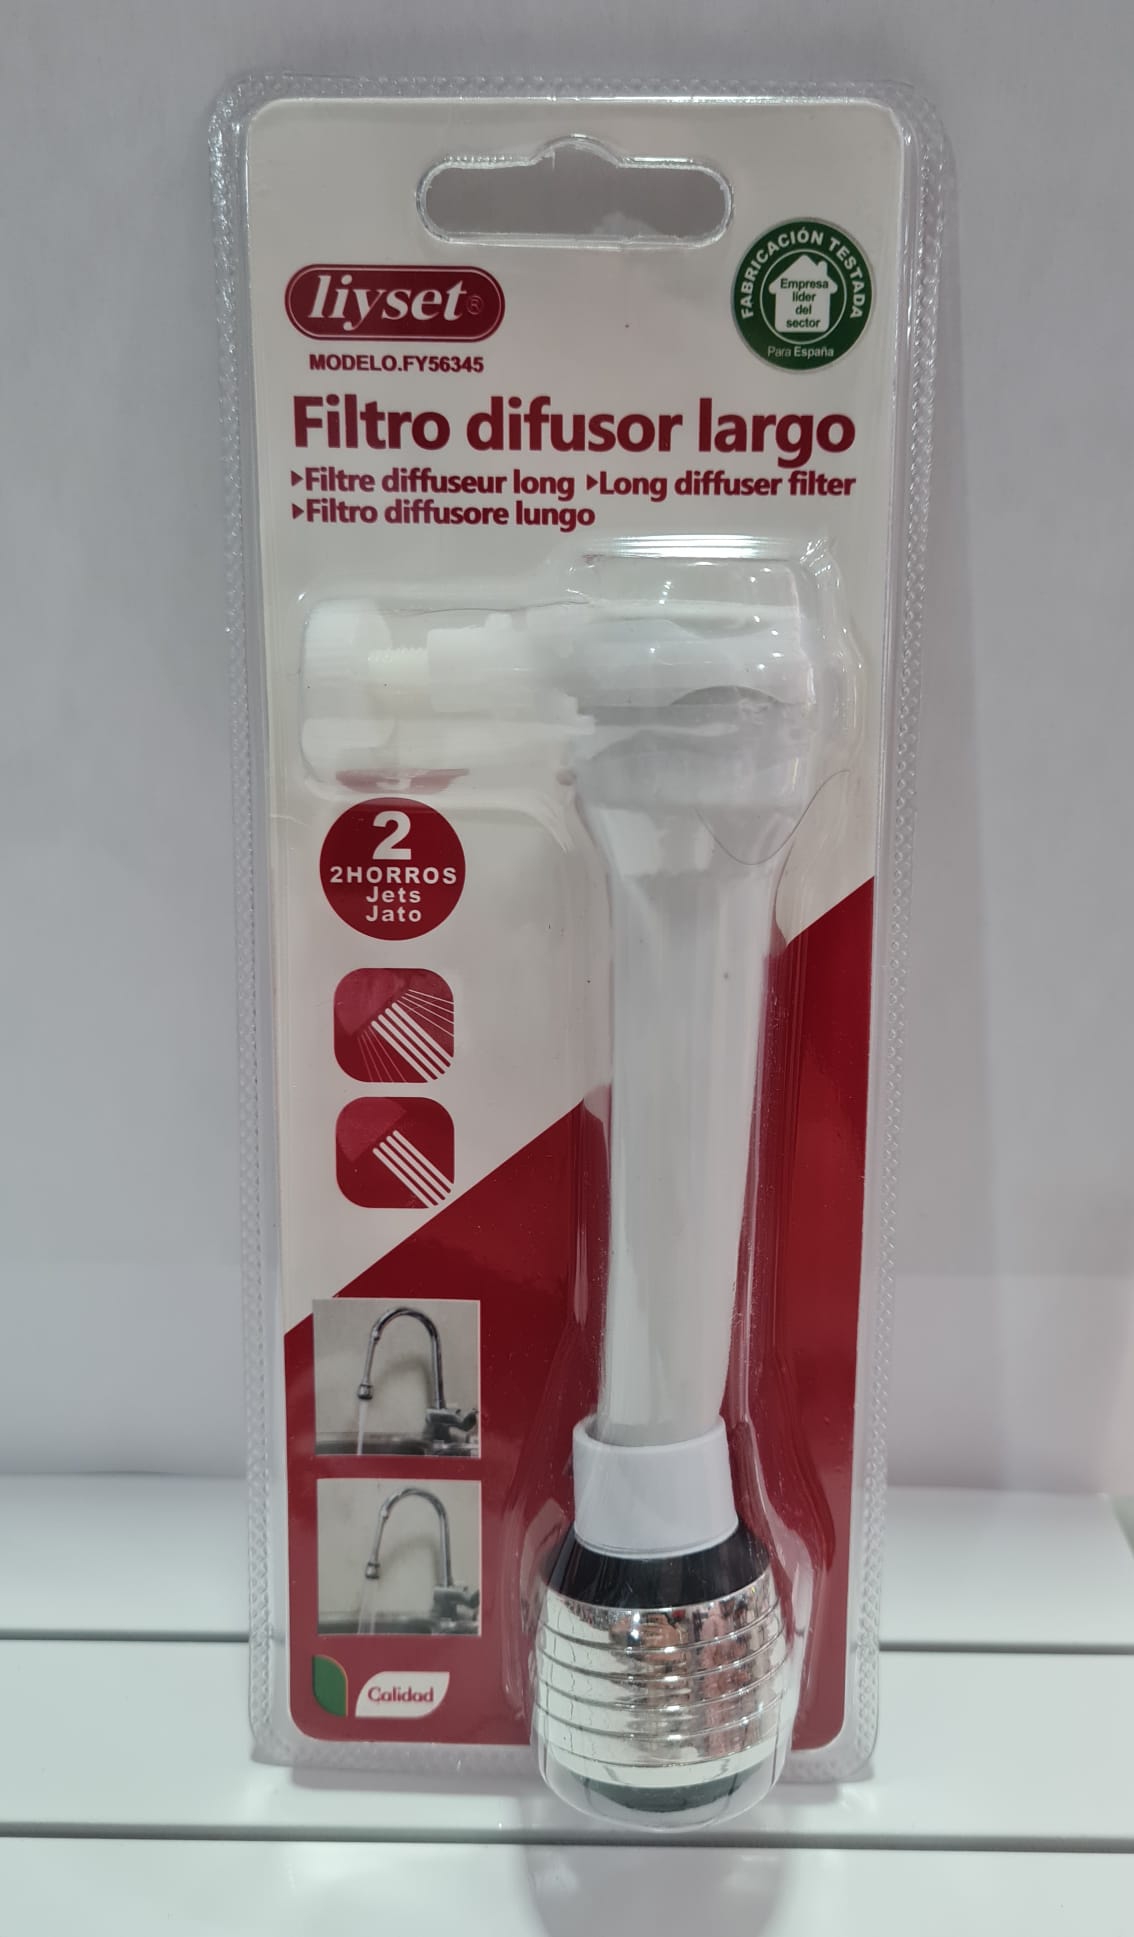 liyset®
MODELO.FY56345
FABRICACIÓN TESTADA
Empresa
líder
del
sector
Para España
Filtro difusor largo
▸Filtre diffuseur long ▸Long diffuser filter
▸Filtro diffusore lungo
2
2HORROS
Jets
Jato
Calidad